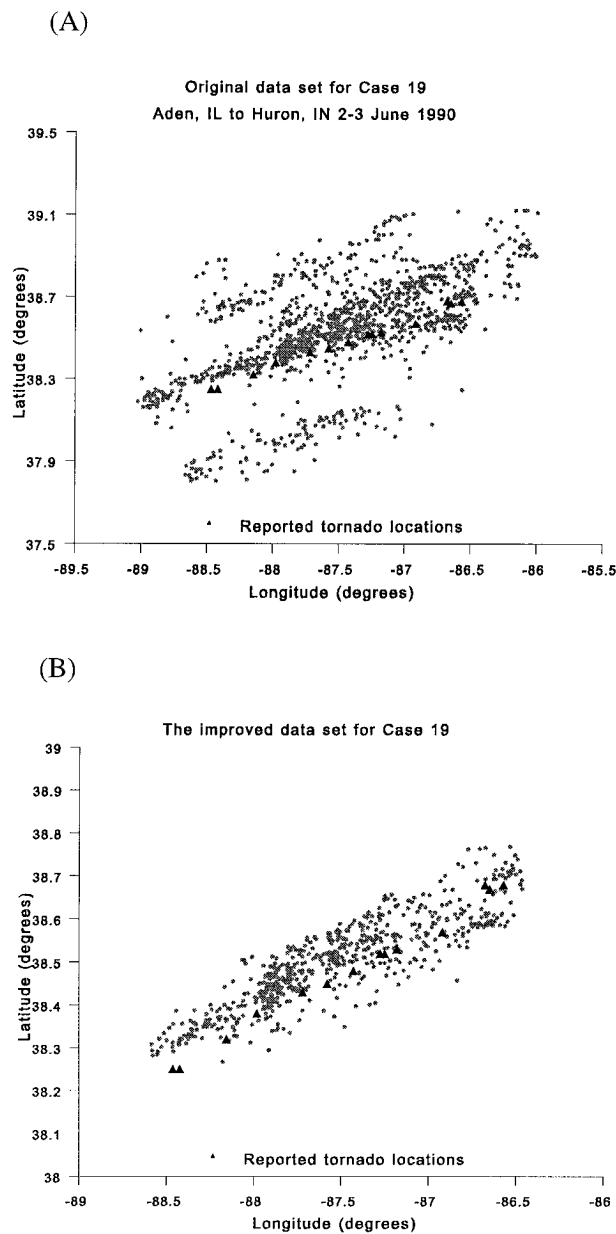 (A)
Original data set for Case 19
Aden, IL to Huron, IN 2-3 June 1990
39.5
39.1
38.7
38.3
37.9
37.5
Latitude (degrees)
Reported tornado locations
-89.5 -89 -88.5 -88 -87.5 -87 -86.5 -86 -85.5
Longitude (degrees)
(B)
The improved data set for Case 19
39
38.9
38.8
38.7
38.6
38.5
38.4
38.3
38.2
38.1
38
Latitude (degrees)
Reported tornado locations
-89 -88.5 -88 -87.5 -87 -86.5 -86
Longitude (degrees)